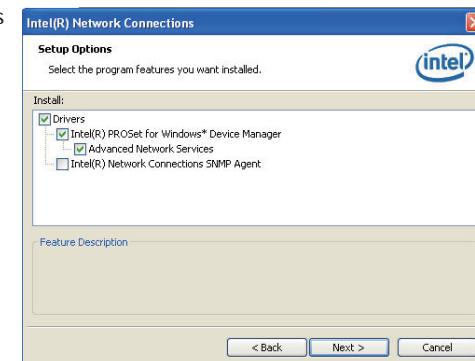 s
Intel(R) Network Connections
Setup Options
Select the program features you want installed.
intel
Install:
Drivers
Intel(R) PROSet for Windows* Device Manager
Advanced Network Services
Intel(R) Network Connections SNMP Agent
Feature Description
< Back
Next >
Cancel